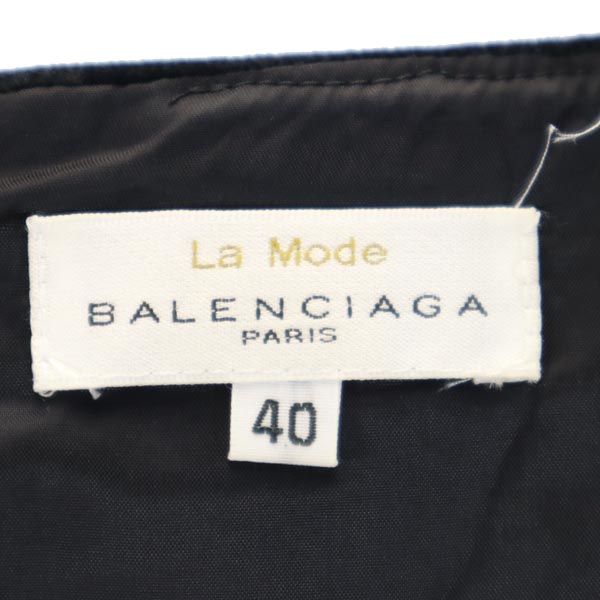 La Mode
BALENCIAGA
PARIS
40